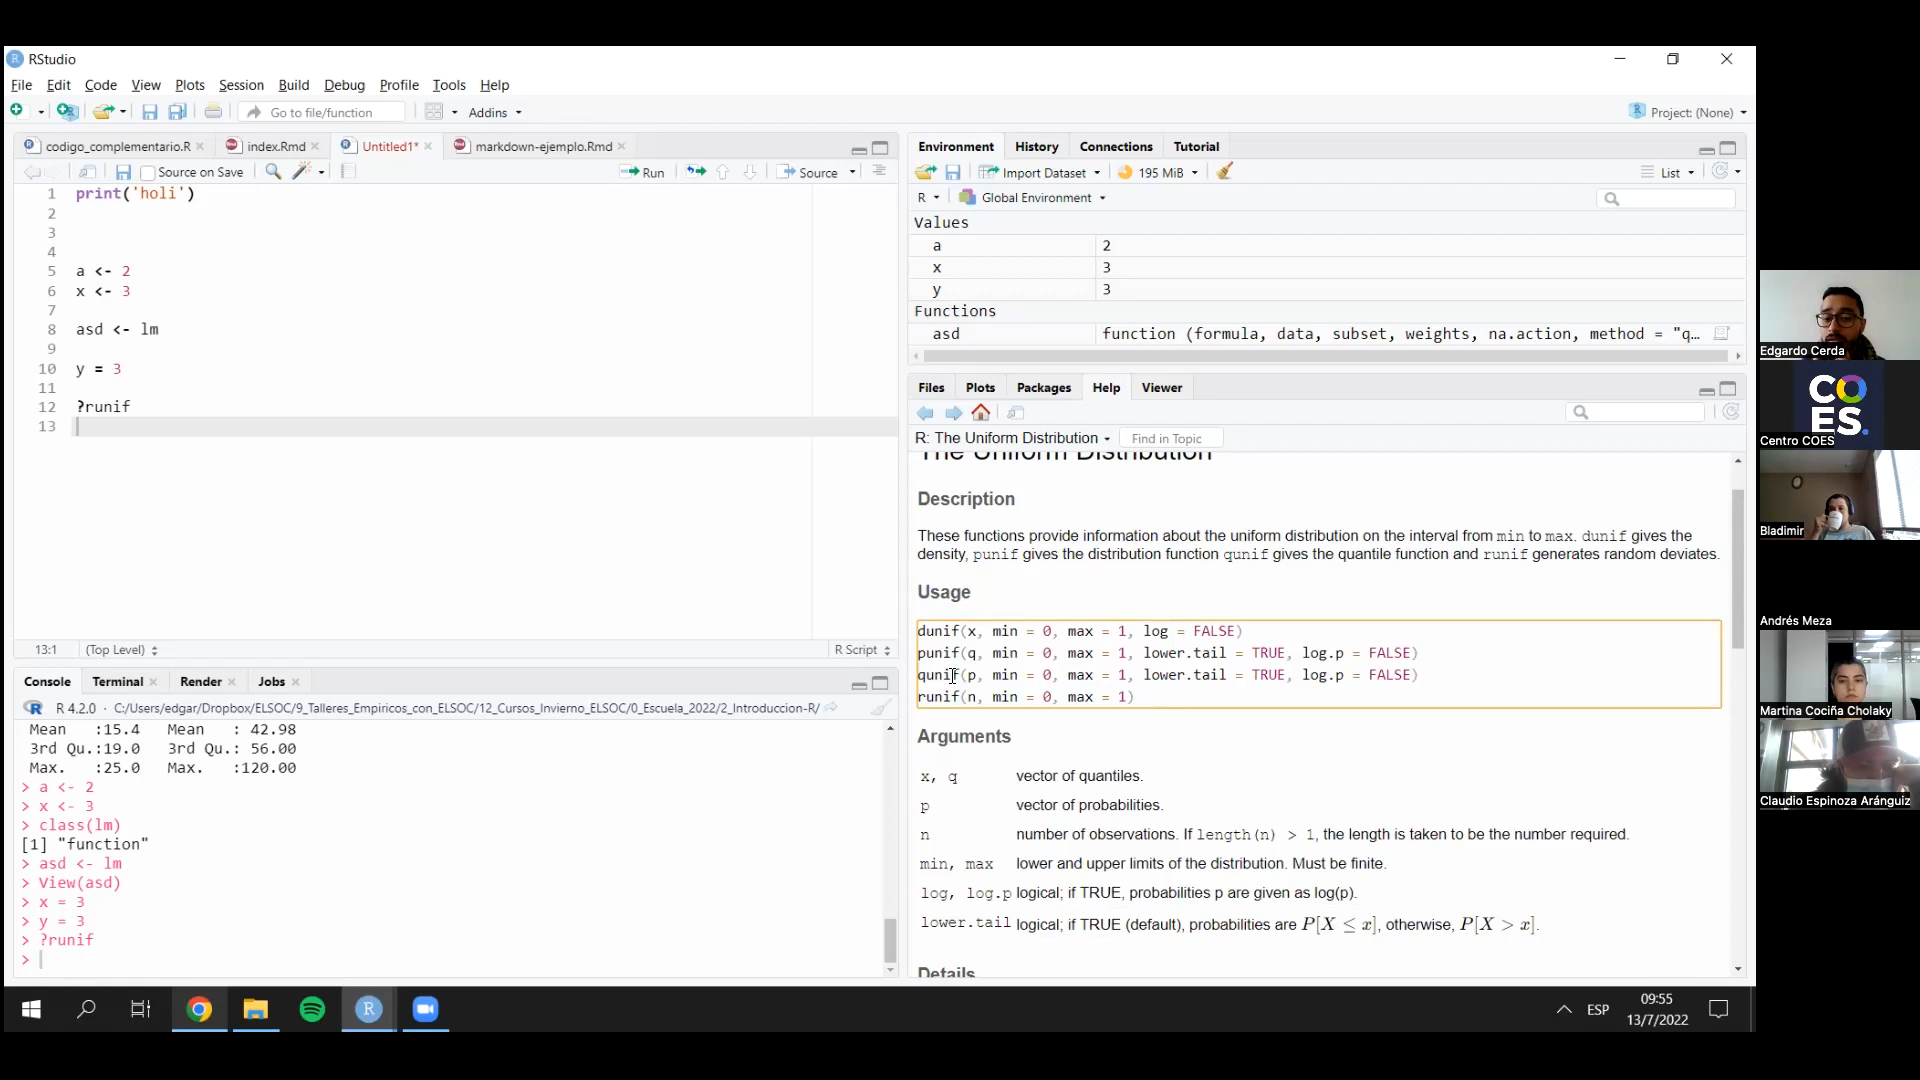 RStudio
File Edit Code View Plots Session Build Debug Profile Tools Help
Go to file/function Addins Project: (None)
codigo_complementario.R index.Rmd Untitled1* markdown-ejemplo.Rmd
Source on Save Run Source
1 print('holi')
2
3
4
5 a <- 2
6 x <- 3
7
8 asd <- lm
9
10 y = 3
11
12 ?runif
13
13:1 (Top Level) R Script
Console Terminal Render Jobs
R 4.2.0 · C:/Users/edgar/Dropbox/ELSOC/9_Talleres_Empiricos_con_ELSOC/12_Cursos_Invierno_ELSOC/0_Escuela_2022/2_Introduccion-R/
Mean :15.4 Mean : 42.98
3rd Qu.:19.0 3rd Qu.: 56.00
Max. :25.0 Max. :120.00
> a <- 2
> x <- 3
> class(lm)
[1] "function"
> asd <- lm
> View(asd)
> x = 3
> y = 3
> ?runif
>
Environment History Connections Tutorial
Import Dataset 195 MiB List
R Global Environment
Values
a 2
x 3
y 3
Functions
asd function (formula, data, subset, weights, na.action, method = "q…
Files Plots Packages Help Viewer
R: The Uniform Distribution Find in Topic
The Uniform Distribution
Description
These functions provide information about the uniform distribution on the interval from min to max. dunif gives the
density, punif gives the distribution function qunif gives the quantile function and runif generates random deviates.
Usage
dunif(x, min = 0, max = 1, log = FALSE)
punif(q, min = 0, max = 1, lower.tail = TRUE, log.p = FALSE)
qunif(p, min = 0, max = 1, lower.tail = TRUE, log.p = FALSE)
runif(n, min = 0, max = 1)
Arguments
x, q vector of quantiles.
p vector of probabilities.
n number of observations. If length(n) > 1, the length is taken to be the number required.
min, max lower and upper limits of the distribution. Must be finite.
log, log.p logical; if TRUE, probabilities p are given as log(p).
lower.tail logical; if TRUE (default), probabilities are P[X ≤ x], otherwise, P[X > x].
Details
Edgardo Cerda
COES.
Centro COES
Bladimir
Andrés Meza
Martina Cociña Cholaky
Claudio Espinoza Aránguiz
ESP
09:55
13/7/2022